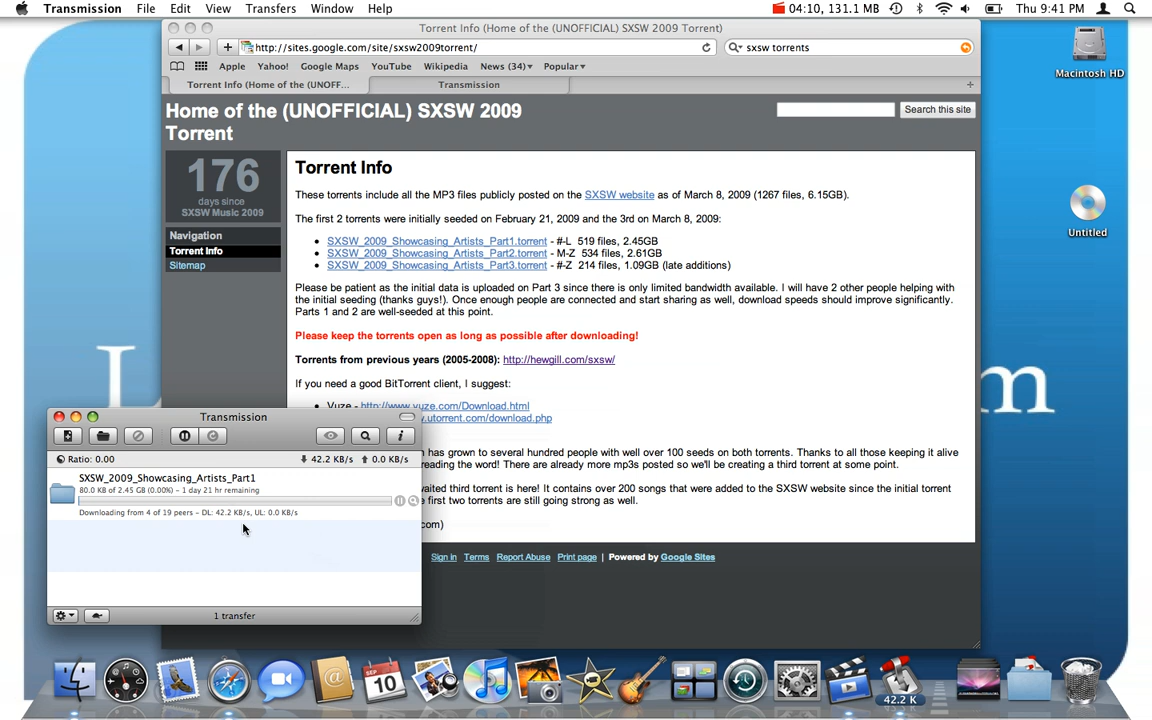 Transmission File Edit View Transfers Window Help
04:10, 131.1 MB Thu 9:41 PM
Torrent Info (Home of the (UNOFFICIAL) SXSW 2009 Torrent)
http://sites.google.com/site/sxsw2009torrent/
sxsw torrents
Apple Yahoo! Google Maps YouTube Wikipedia News (34)▾ Popular▾
Torrent Info (Home of the (UNOFF... Transmission
Macintosh HD
Untitled
Home of the (UNOFFICIAL) SXSW 2009
Torrent
Search this site
176
days since
SXSW Music 2009
Navigation
Torrent Info
Sitemap
Torrent Info
These torrents include all the MP3 files publicly posted on the SXSW website as of March 8, 2009 (1267 files, 6.15GB).
The first 2 torrents were initially seeded on February 21, 2009 and the 3rd on March 8, 2009:
• SXSW_2009_Showcasing_Artists_Part1.torrent - #-L 519 files, 2.45GB
• SXSW_2009_Showcasing_Artists_Part2.torrent - M-Z 534 files, 2.61GB
• SXSW_2009_Showcasing_Artists_Part3.torrent - #-Z 214 files, 1.09GB (late additions)
Please be patient as the initial data is uploaded on Part 3 since there is only limited bandwidth available. I will have 2 other people helping with
the initial seeding (thanks guys!). Once enough people are connected and start sharing as well, download speeds should improve significantly.
Parts 1 and 2 are well-seeded at this point.
Please keep the torrents open as long as possible after downloading!
Torrents from previous years (2005-2008): http://hewgill.com/sxsw/
If you need a good BitTorrent client, I suggest:
• Vuze - http://www.vuze.com/Download.html
w.utorrent.com/download.php
has grown to several hundred people with well over 100 seeds on both torrents. Thanks to all those keeping it alive
reading the word! There are already more mp3s posted so we'll be creating a third torrent at some point.
waited third torrent is here! It contains over 200 songs that were added to the SXSW website since the initial torrent
first two torrents are still going strong as well.
com)
Sign in Terms Report Abuse Print page | Powered by Google Sites
Transmission
Ratio: 0.00 42.2 KB/s 0.0 KB/s
SXSW_2009_Showcasing_Artists_Part1
80.0 KB of 2.45 GB (0.00%) - 1 day 21 hr remaining
Downloading from 4 of 19 peers - DL: 42.2 KB/s, UL: 0.0 KB/s
1 transfer
m
SEP
10
42.2 K